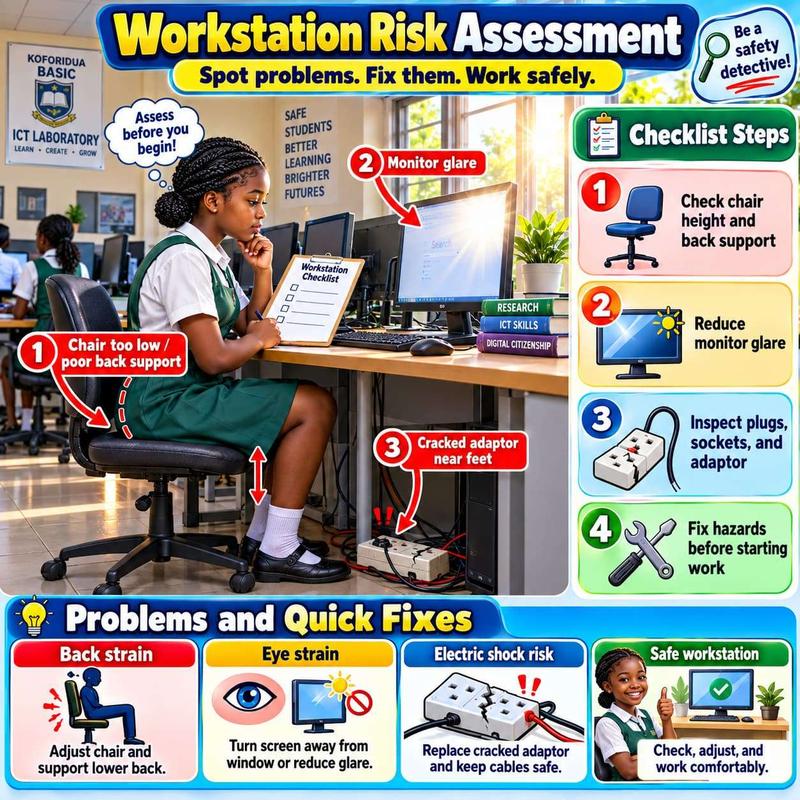 Workstation Risk Assessment
Spot problems. Fix them. Work safely.
Be a
safety
detective!
KOFORIDUA
BASIC
ICT LABORATORY
LEARN • CREATE • GROW
Assess
before you
begin!
SAFE
STUDENTS
BETTER
LEARNING
BRIGHTER
FUTURES
2 Monitor glare
Search
Workstation
Checklist
RESEARCH
ICT SKILLS
DIGITAL CITIZENSHIP
1 Chair too low /
poor back support
3 Cracked adaptor
near feet
Checklist Steps
1 Check chair
height and
back support
2 Reduce
monitor glare
3 Inspect plugs,
sockets, and
adaptor
4 Fix hazards
before starting
work
Problems and Quick Fixes
Back strain
Adjust chair and
support lower back.
Eye strain
Turn screen away from
window or reduce glare.
Electric shock risk
!!
Replace cracked adaptor
and keep cables safe.
Safe workstation
Check, adjust, and
work comfortably.